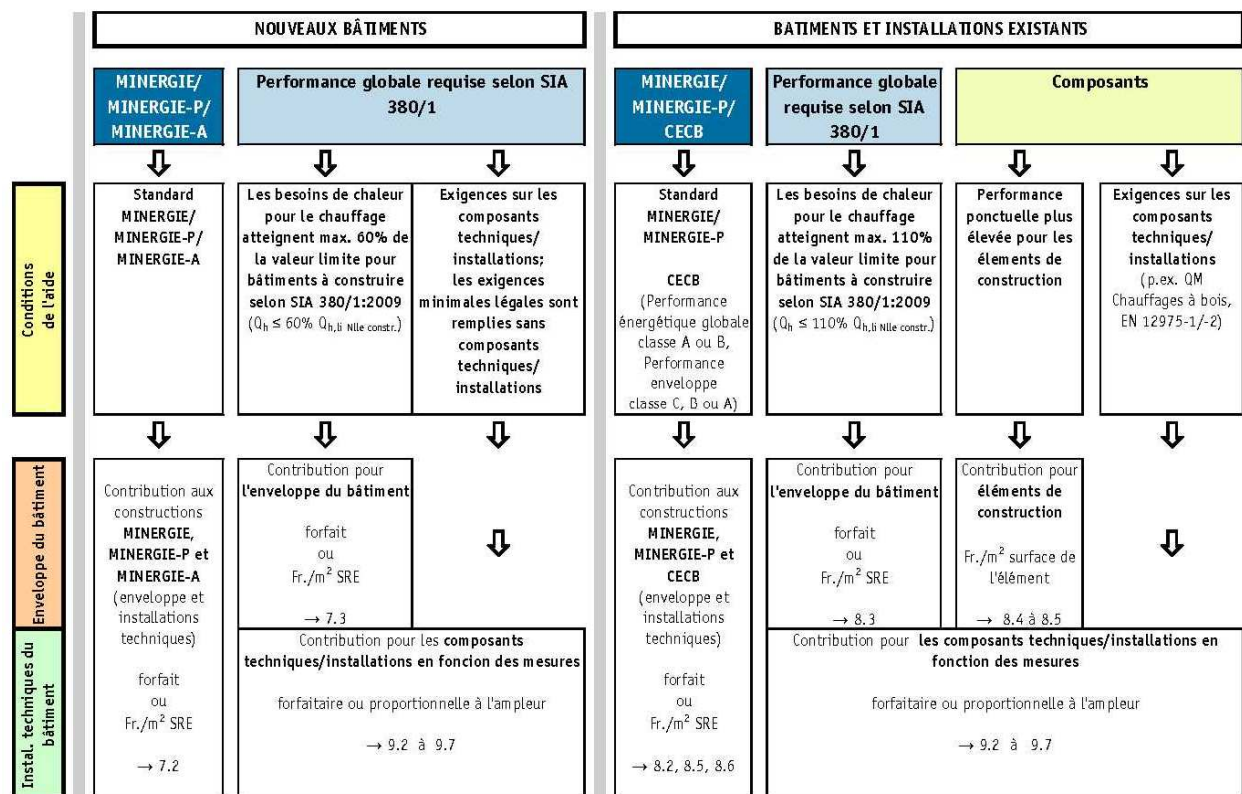 NOUVEAUX BÂTIMENTS
BATIMENTS ET INSTALLATIONS EXISTANTS
MINERGIE/
MINERGIE-P/
MINERGIE-A
Performance globale requise selon SIA
380/1
MINERGIE/
MINERGIE-P/
CECB
Performance globale
requise selon SIA
380/1
Composants
Conditions
de l'aide
Standard
MINERGIE/
MINERGIE-P/
MINERGIE-A
Les besoins de chaleur
pour le chauffage
atteignent max. 60% de
la valeur limite pour
bâtiments à construire
selon SIA 380/1:2009
(Qh ≤ 60% Qh,li Nlle constr.)
Exigences sur les
composants
techniques/
installations;
les exigences
minimales légales sont
remplies sans
composants
techniques/
installations
Standard
MINERGIE/
MINERGIE-P
CECB
(Performance
énergétique globale
classe A ou B,
Performance
enveloppe
classe C, B ou A)
Les besoins de chaleur
pour le chauffage
atteignent max. 110%
de la valeur limite pour
bâtiments à construire
selon SIA 380/1:2009
(Qh ≤ 110% Qh,li Nlle constr.)
Performance
ponctuelle plus
élevée pour les
élements de
construction
Exigences sur les
composants
techniques/
installations
(p.ex. QM
Chauffages à bois,
EN 12975-1/-2)
Enveloppe du bâtiment
Contribution aux
constructions
MINERGIE,
MINERGIE-P et
MINERGIE-A
(enveloppe et
installations
techniques)
forfait
ou
Fr./m² SRE
→ 7.2
Contribution pour
l'enveloppe du bâtiment
forfait
ou
Fr./m² SRE
→ 7.3
Contribution aux
constructions
MINERGIE,
MINERGIE-P et
CECB
(enveloppe et
installations
techniques)
forfait
ou
Fr./m² SRE
→ 8.2, 8.5, 8.6
Contribution pour
l'enveloppe du bâtiment
forfait
ou
Fr./m² SRE
→ 8.3
Contribution pour
éléments de
construction
Fr./m² surface de
l'élément
→ 8.4 à 8.5
Instal. techniques du
bâtiment
Contribution pour les composants
techniques/installations en foncion des mesures
forfaitaire ou proportionnelle à l'ampleur
→ 9.2 à 9.7
Contribution pour les composants techniques/installations en
fonction des mesures
forfaitaire ou proportionnelle à l'ampleur
→ 9.2 à 9.7